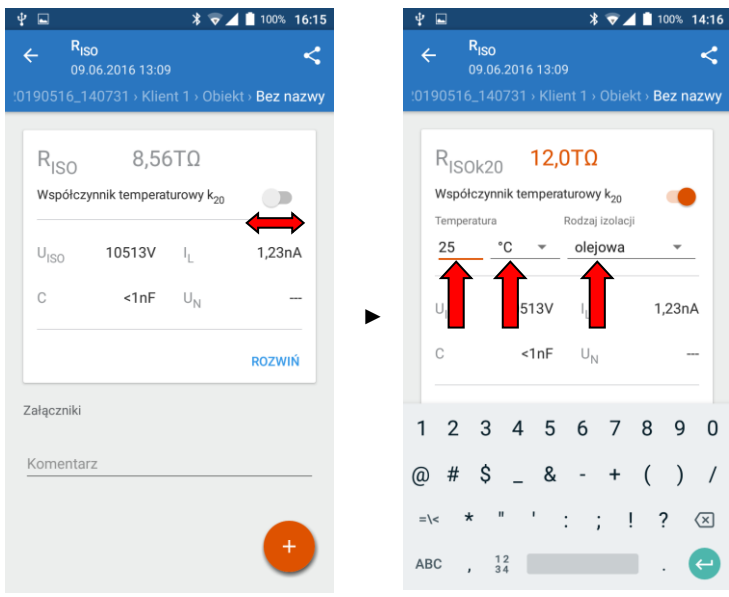 100% 16:15
RISO
09.06.2016 13:09
20190516_140731 › Klient 1 › Obiekt › Bez nazwy
RISO 8,56TΩ
Współczynnik temperaturowy k20
UISO 10513V IL 1,23nA
C <1nF UN ---
ROZWIŃ
Załączniki
Komentarz
+
►
100% 14:16
RISO
09.06.2016 13:09
20190516_140731 › Klient 1 › Obiekt › Bez nazwy
RISOk20 12,0TΩ
Współczynnik temperaturowy k20
Temperatura Rodzaj izolacji
25 °C olejowa
U 513V I 1,23nA
C <1nF UN ---
1 2 3 4 5 6 7 8 9 0
@ # $ _ & - + ( ) /
=\< * " ' : ; ! ?
ABC , 12 34 .